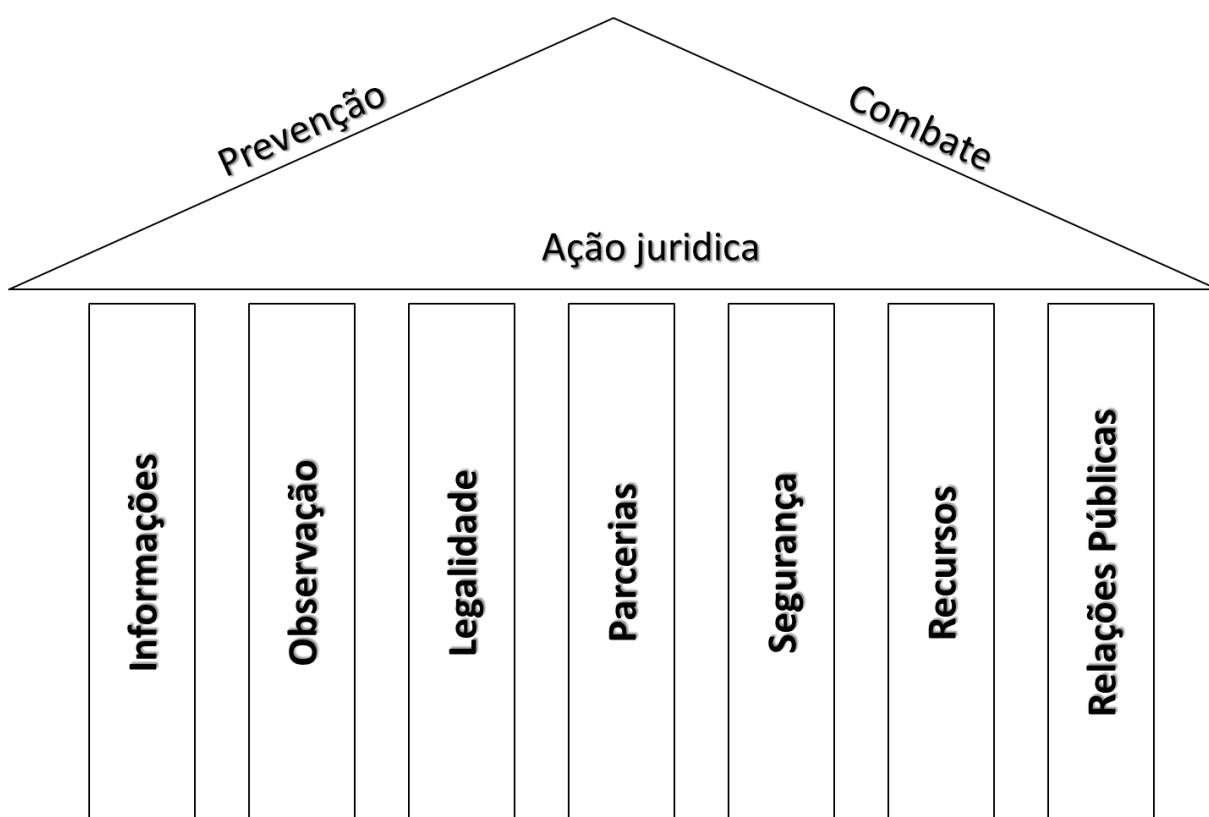 Prevenção
Combate
Ação juridica
Informações
Observação
Legalidade
Parcerias
Segurança
Recursos
Relações Públicas